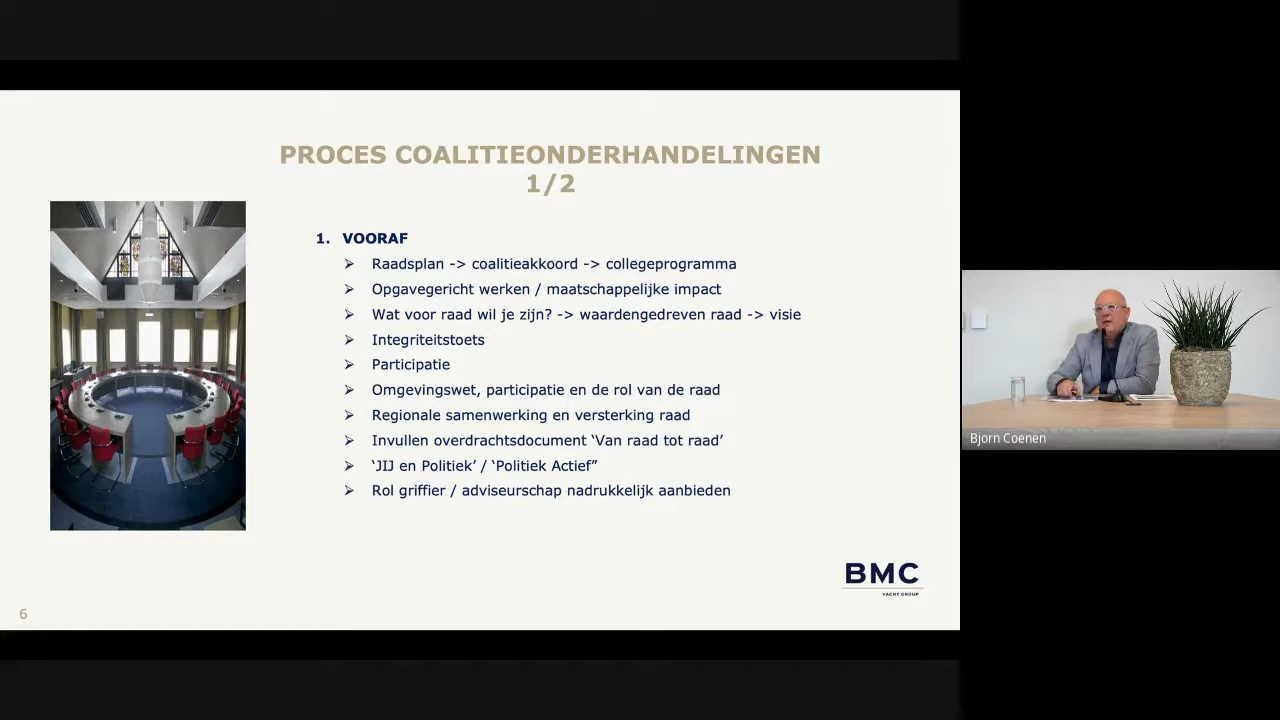 PROCES COALITIEONDERHANDELINGEN
1/2
1. VOORAF
➢ Raadsplan -> coalitieakkoord -> collegeprogramma
➢ Opgavegericht werken / maatschappelijke impact
➢ Wat voor raad wil je zijn? -> waardengedreven raad -> visie
➢ Integriteitstoets
➢ Participatie
➢ Omgevingswet, participatie en de rol van de raad
➢ Regionale samenwerking en versterking raad
➢ Invullen overdrachtsdocument ‘Van raad tot raad’
➢ ‘JIJ en Politiek’ / ‘Politiek Actief”
➢ Rol griffier / adviseurschap nadrukkelijk aanbieden
BMC
YACHT GROUP
6
Bjorn Coenen